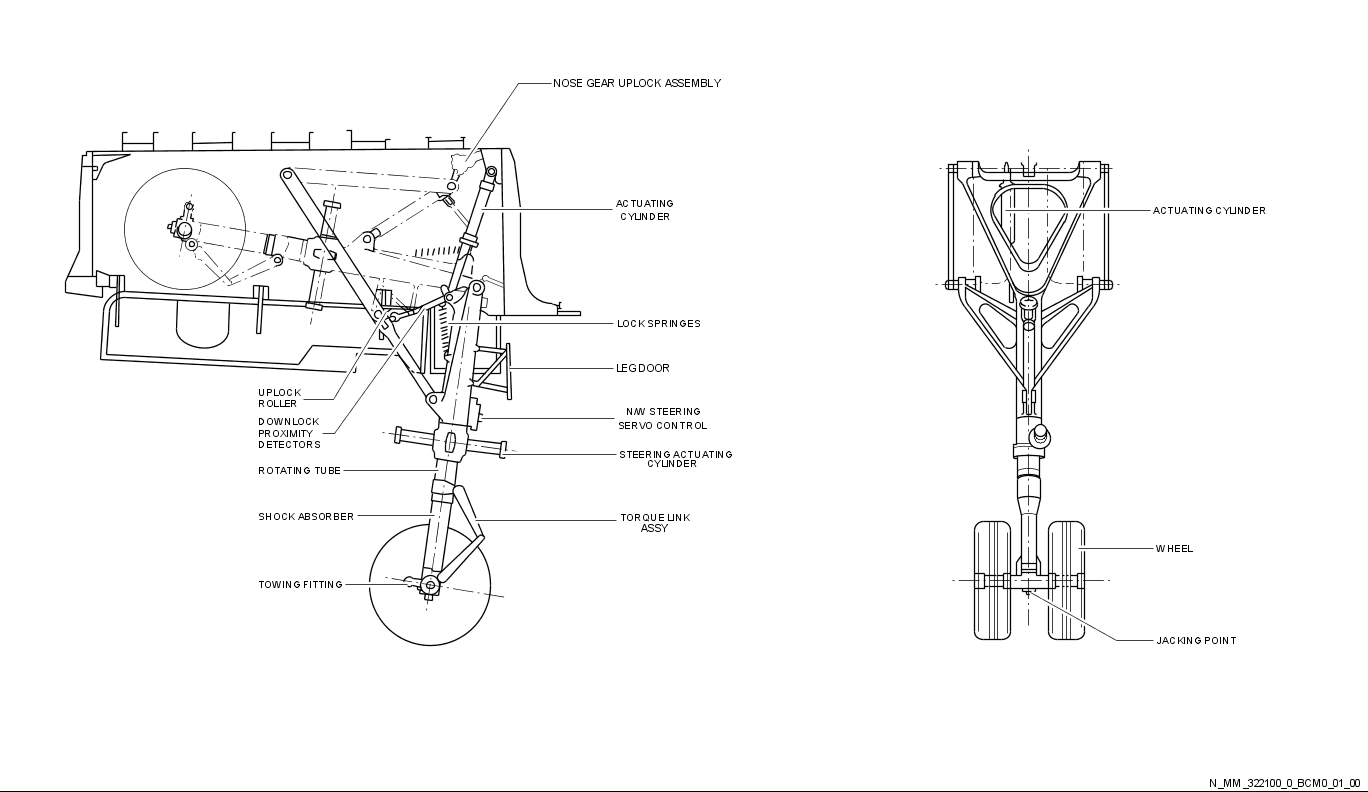 NOSE GEAR UPLOCK ASSEMBLY
ACTUATING
CYLINDER
ACTUATING CYLINDER
LOCK SPRINGES
LEG DOOR
UPLOCK
ROLLER
N/W STEERING
SERVO CONTROL
DOWNLOCK
PROXIMITY
DETECTORS
STEERING ACTUATING
CYLINDER
ROTATING TUBE
SHOCK ABSORBER
TORQUE LINK
ASSY
WHEEL
TOWING FITTING
JACKING POINT
N_MM_322100_0_BCM0_01_00